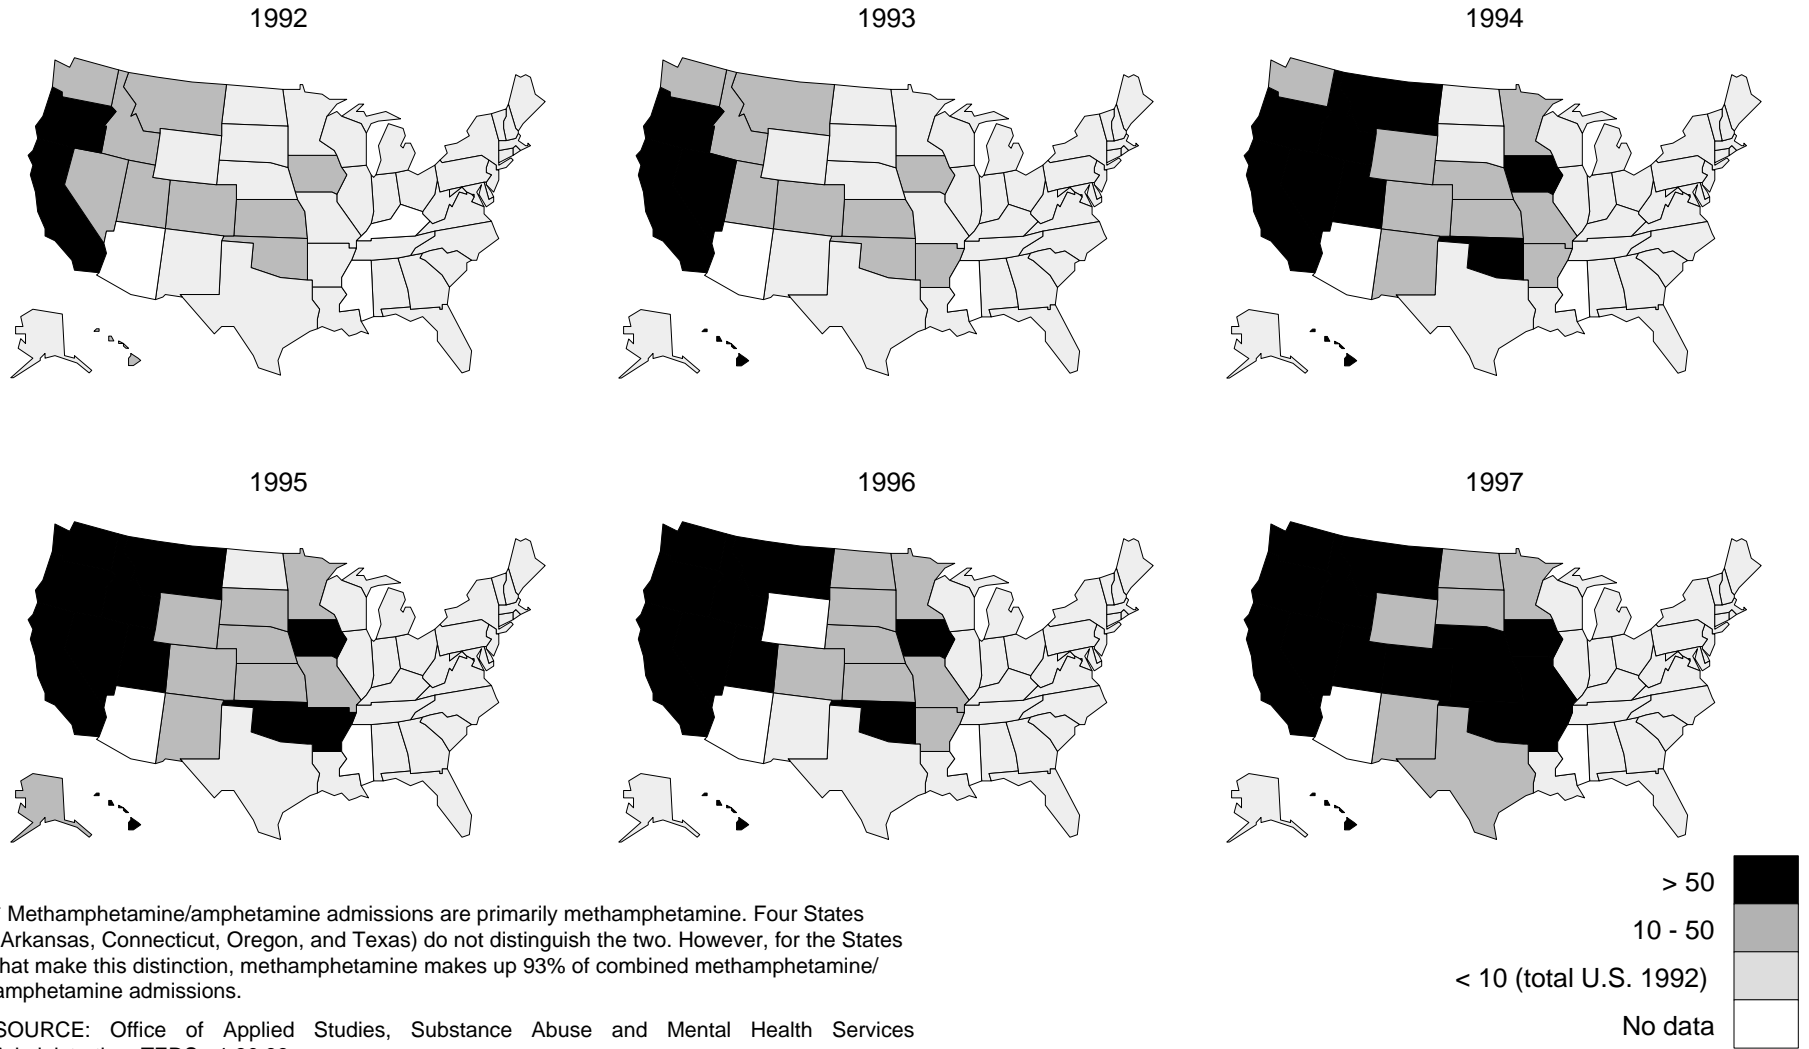 1992
1993
1994
1995
1996
1997
> 50
10 - 50
< 10 (total U.S. 1992)
No data
Methamphetamine/amphetamine admissions are primarily methamphetamine. Four States
Arkansas, Connecticut, Oregon, and Texas) do not distinguish the two. However, for the States
hat make this distinction, methamphetamine makes up 93% of combined methamphetamine/
amphetamine admissions.
SOURCE: Office of Applied Studies, Substance Abuse and Mental Health Services